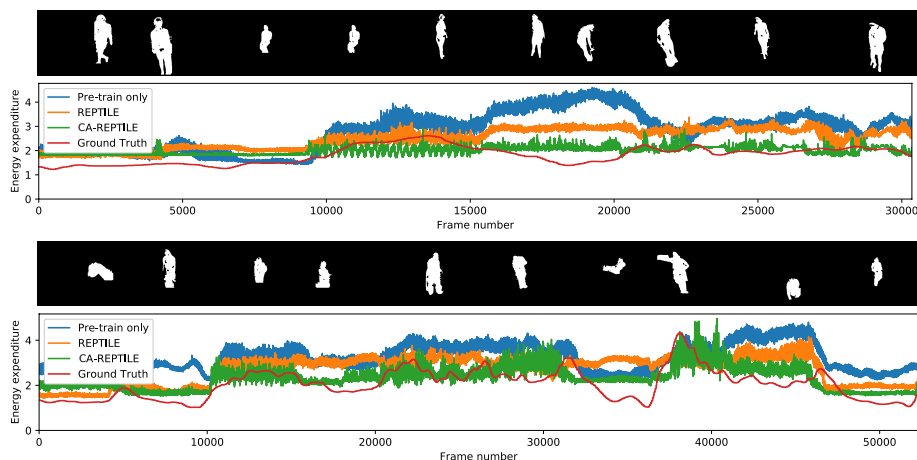 Pre-train only
REPTILE
CA-REPTILE
Ground Truth
Energy expenditure
4
3
2
1
0
0 5000 10000 15000 20000 25000 30000
Frame number
Pre-train only
REPTILE
CA-REPTILE
Ground Truth
Energy expenditure
4
2
0
0 10000 20000 30000 40000 50000
Frame number